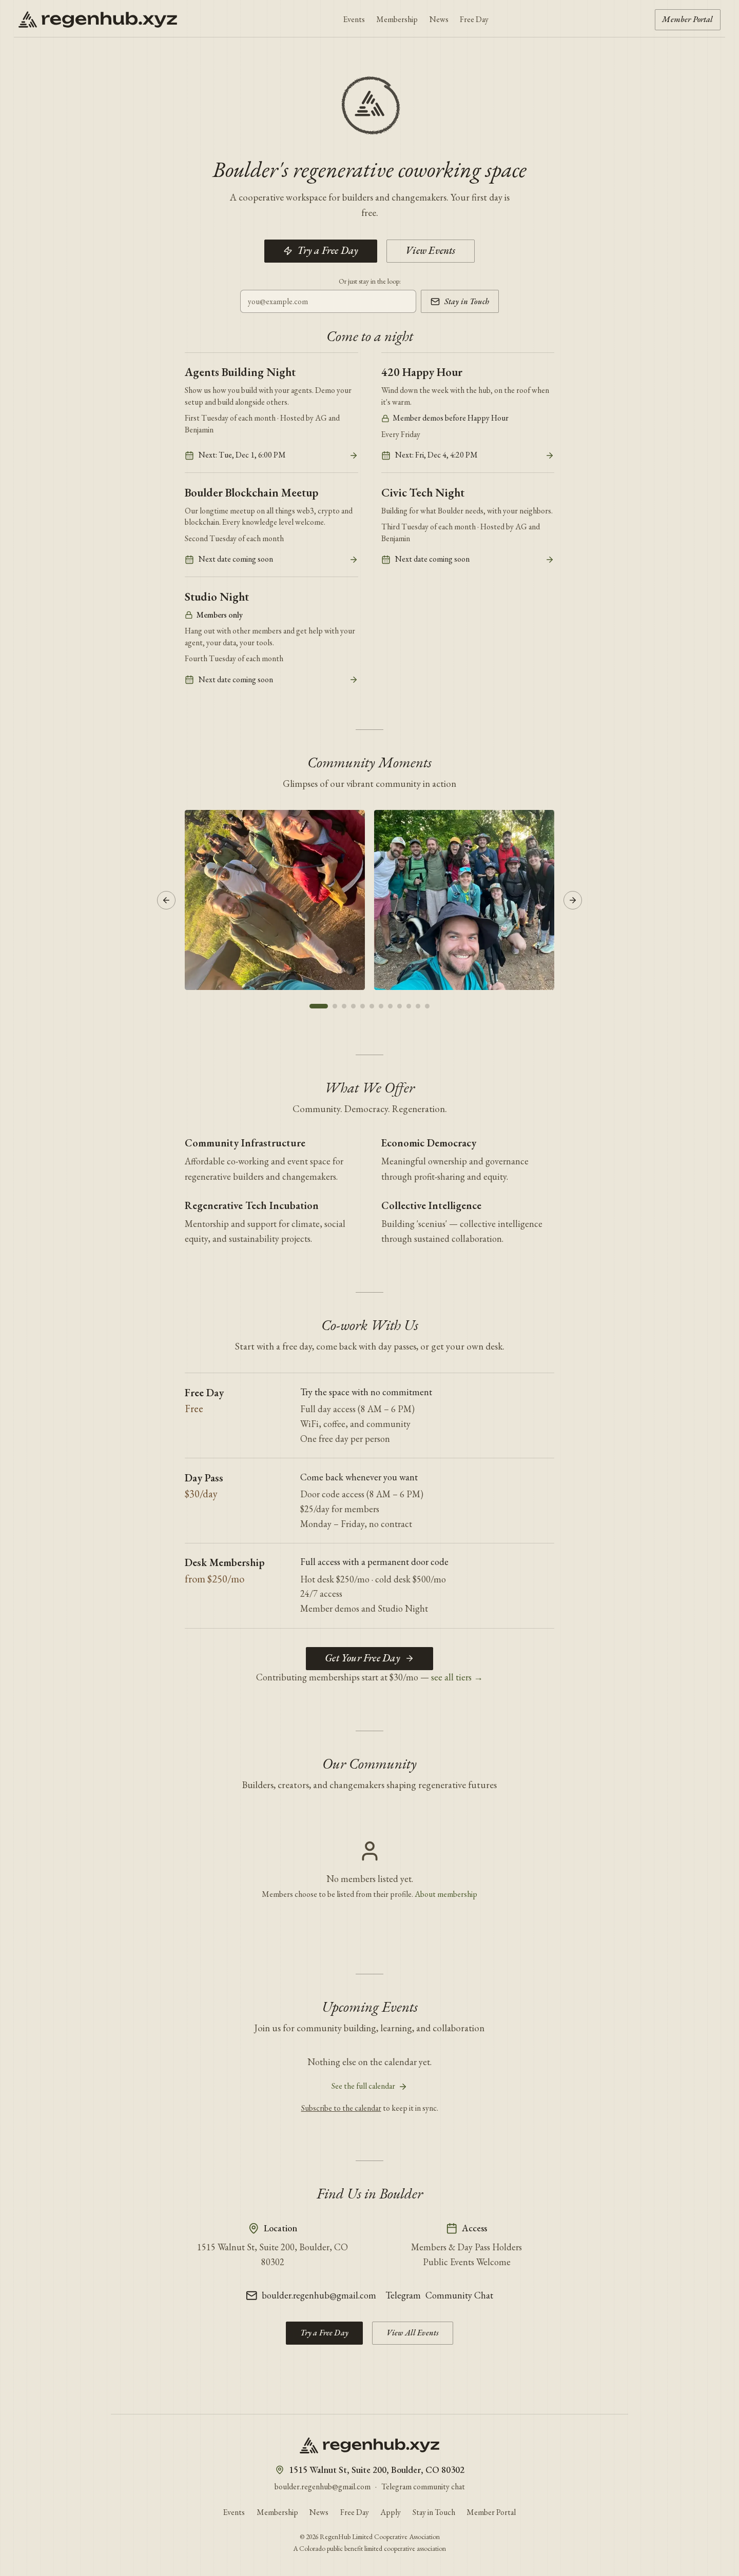 regenhub.xyz
Events Membership News Free Day
Member Portal
Boulder's regenerative coworking space
A cooperative workspace for builders and changemakers. Your first day is
free.
Try a Free Day
View Events
Or just stay in the loop:
you@example.com
Stay in Touch
Come to a night
Agents Building Night
Show us how you build with your agents. Demo your
setup and build alongside others.
First Tuesday of each month · Hosted by AG and
Benjamin
Next: Tue, Dec 1, 6:00 PM
420 Happy Hour
Wind down the week with the hub, on the roof when
it's warm.
Member demos before Happy Hour
Every Friday
Next: Fri, Dec 4, 4:20 PM
Boulder Blockchain Meetup
Our longtime meetup on all things web3, crypto and
blockchain. Every knowledge level welcome.
Second Tuesday of each month
Next date coming soon
Civic Tech Night
Building for what Boulder needs, with your neighbors.
Third Tuesday of each month · Hosted by AG and
Benjamin
Next date coming soon
Studio Night
Members only
Hang out with other members and get help with your
agent, your data, your tools.
Fourth Tuesday of each month
Next date coming soon
Community Moments
Glimpses of our vibrant community in action
What We Offer
Community. Democracy. Regeneration.
Community Infrastructure
Affordable co-working and event space for
regenerative builders and changemakers.
Economic Democracy
Meaningful ownership and governance
through profit-sharing and equity.
Regenerative Tech Incubation
Mentorship and support for climate, social
equity, and sustainability projects.
Collective Intelligence
Building 'scenius' — collective intelligence
through sustained collaboration.
Co-work With Us
Start with a free day, come back with day passes, or get your own desk.
Free Day
Free
Try the space with no commitment
Full day access (8 AM – 6 PM)
WiFi, coffee, and community
One free day per person
Day Pass
$30/day
Come back whenever you want
Door code access (8 AM – 6 PM)
$25/day for members
Monday – Friday, no contract
Desk Membership
from $250/mo
Full access with a permanent door code
Hot desk $250/mo · cold desk $500/mo
24/7 access
Member demos and Studio Night
Get Your Free Day →
Contributing memberships start at $30/mo — see all tiers →
Our Community
Builders, creators, and changemakers shaping regenerative futures
No members listed yet.
Members choose to be listed from their profile. About membership
Upcoming Events
Join us for community building, learning, and collaboration
Nothing else on the calendar yet.
See the full calendar →
Subscribe to the calendar to keep it in sync.
Find Us in Boulder
Location
1515 Walnut St, Suite 200, Boulder, CO
80302
Access
Members & Day Pass Holders
Public Events Welcome
boulder.regenhub@gmail.com Telegram Community Chat
Try a Free Day
View All Events
regenhub.xyz
1515 Walnut St, Suite 200, Boulder, CO 80302
boulder.regenhub@gmail.com · Telegram community chat
Events Membership News Free Day Apply Stay in Touch Member Portal
© 2026 RegenHub Limited Cooperative Association
A Colorado public benefit limited cooperative association